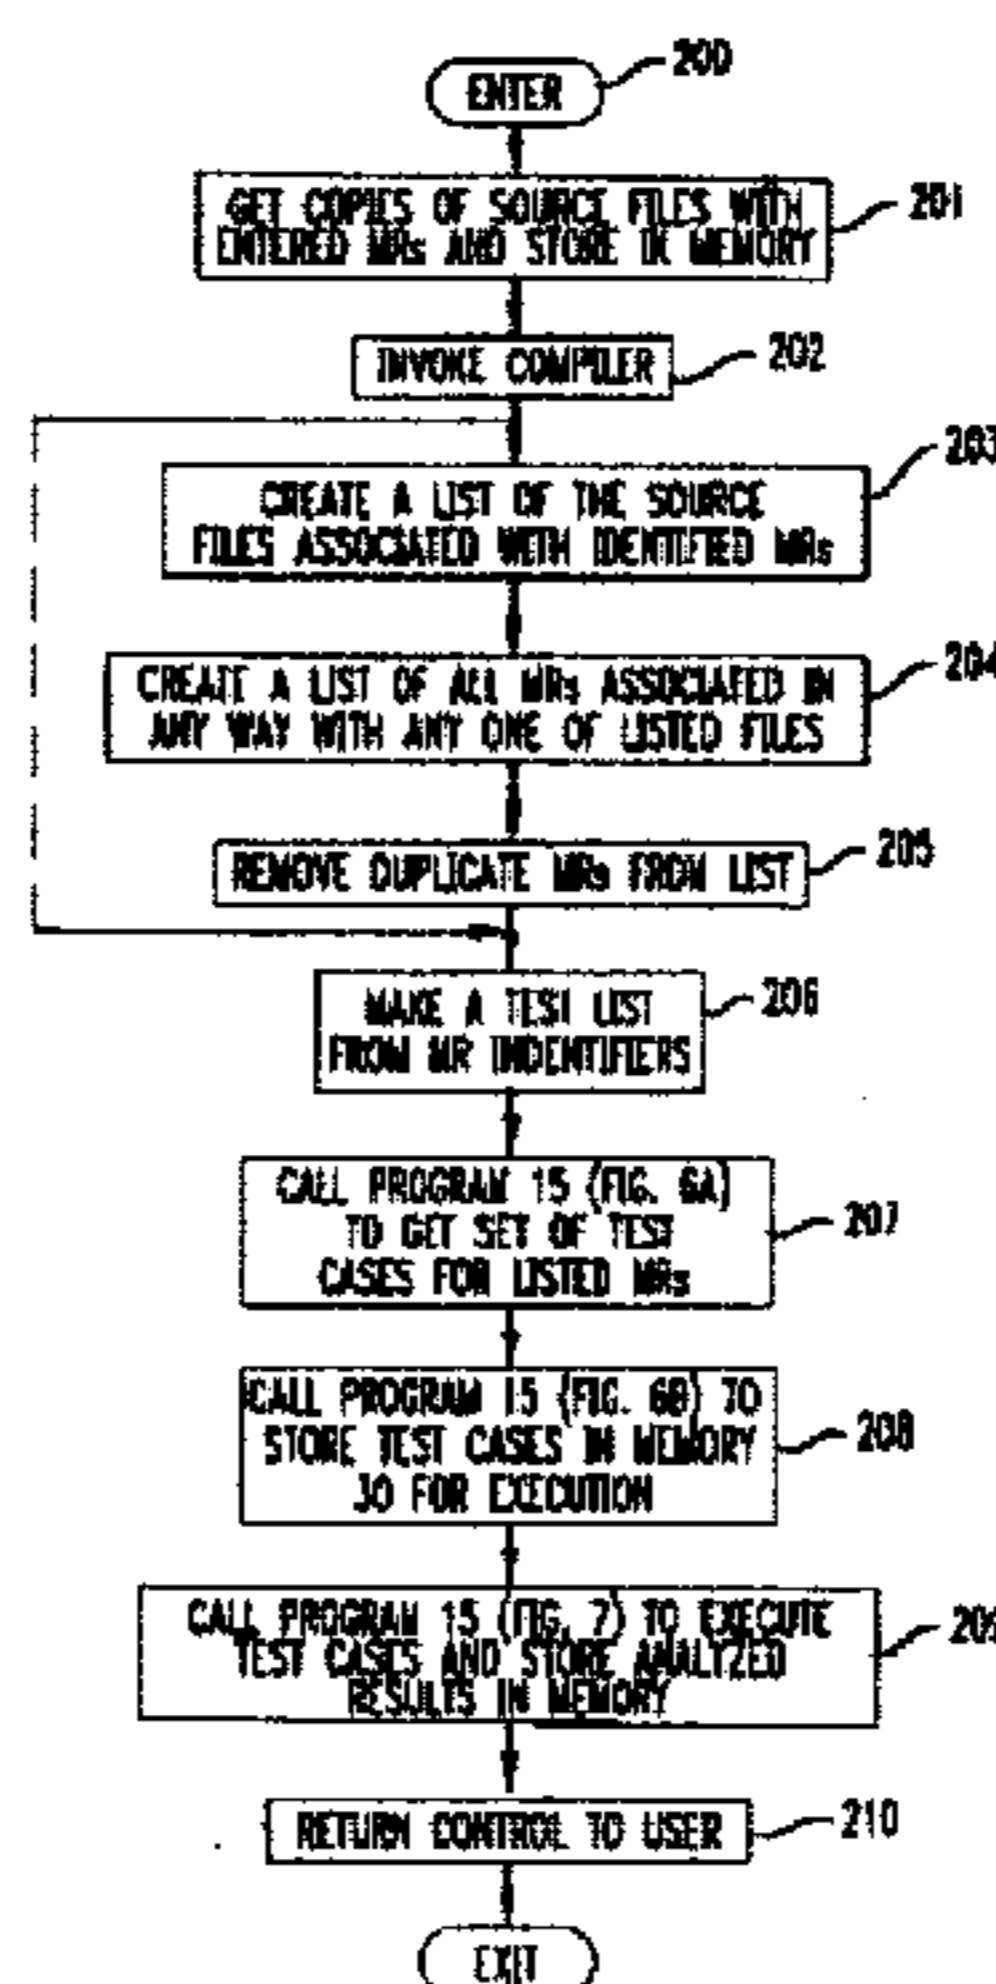 200
ENTER
201
GET COPIES OF SOURCE FILES WITH
ENTERED MRs AND STORE IN MEMORY
202
INVOKE COMPILER
203
CREATE A LIST OF THE SOURCE
FILES ASSOCIATED WITH IDENTIFIED MRs
204
CREATE A LIST OF ALL MRs ASSOCIATED IN
ANY WAY WITH ANY ONE OF LISTED FILES
205
REMOVE DUPLICATE MRs FROM LIST
206
MAKE A TEST LIST
FROM MR INDENTIFIERS
207
CALL PROGRAM 15 (FIG. 6A)
TO GET SET OF TEST
CASES FOR LISTED MRs
208
CALL PROGRAM 15 (FIG. 6B) TO
STORE TEST CASES IN MEMORY
30 FOR EXECUTION
209
CALL PROGRAM 15 (FIG. 7) TO EXECUTE
TEST CASES AND STORE ANALYZED
RESULTS IN MEMORY
210
RETURN CONTROL TO USER
EXIT